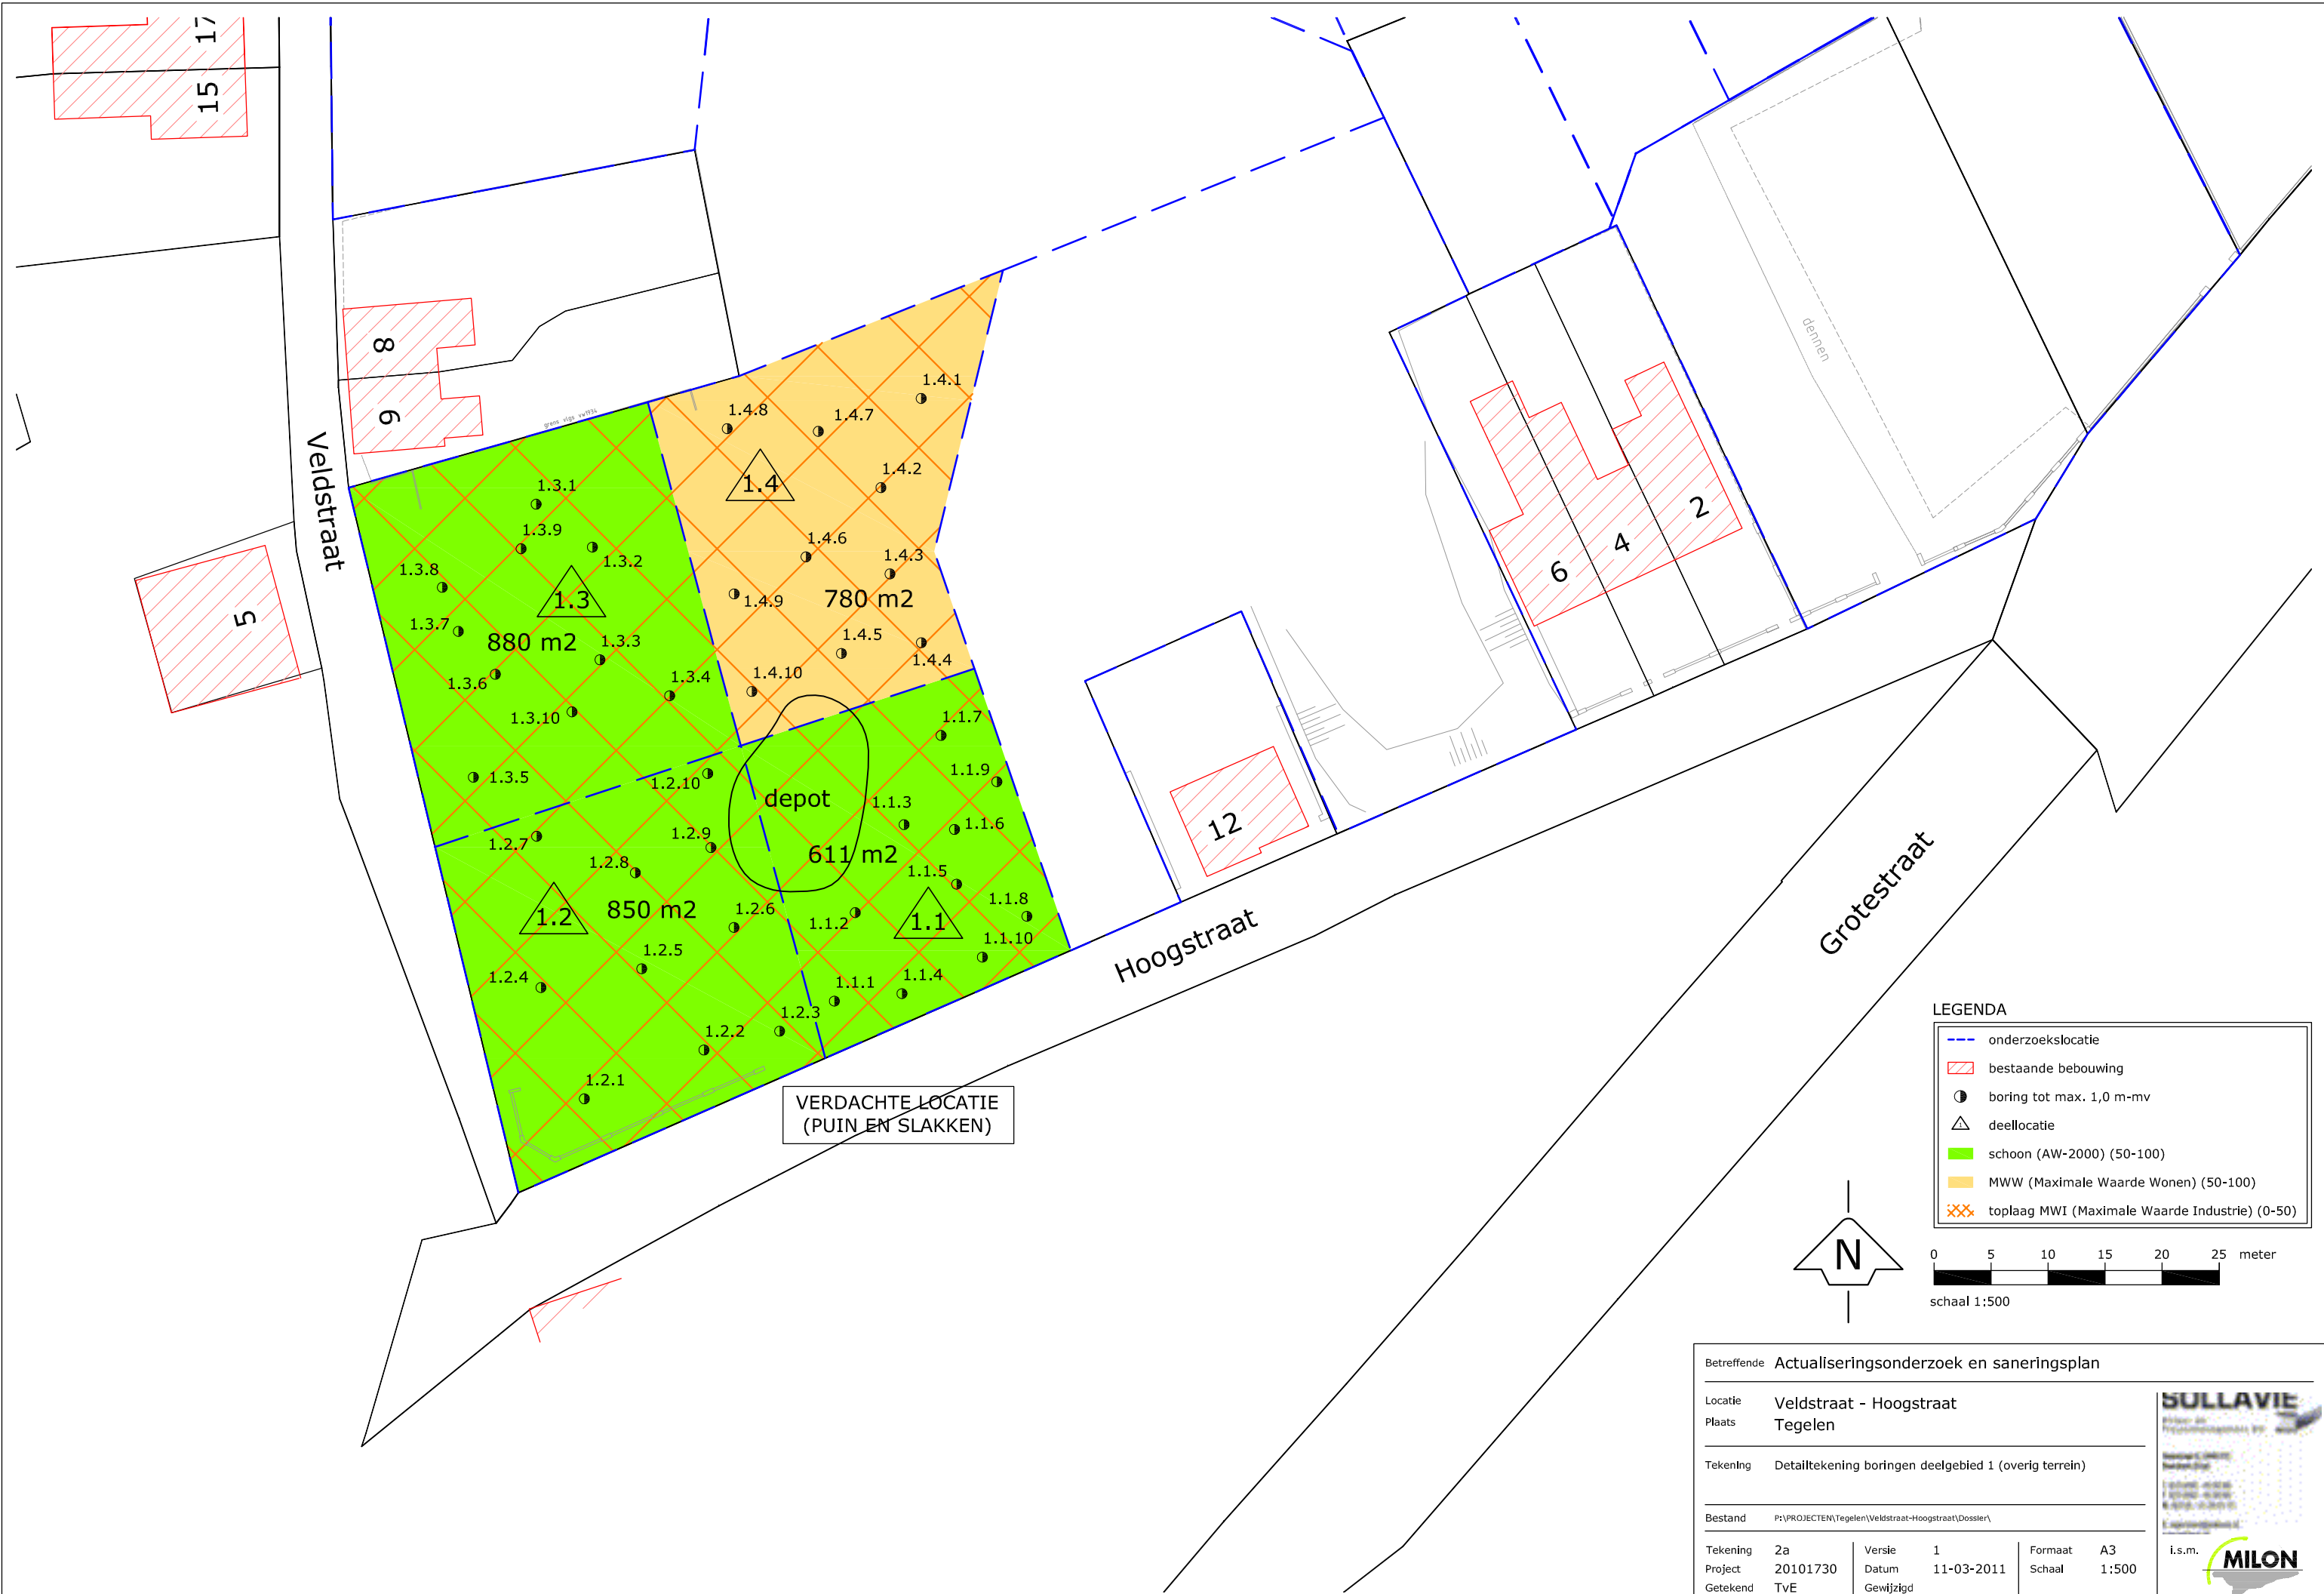 17
15
8
6
Veldstraat
5
grens vlgs vw1934
1.4.1
1.4.8
1.4.7
1.4
1.4.2
1.3.1
1.3.9
1.3.2
1.4.6
1.4.3
1.3.8
1.3
1.4.9
780 m2
1.3.7
880 m2
1.3.3
1.4.5
1.4.4
1.3.6
1.3.4
1.4.10
1.3.10
1.1.7
1.3.5
1.2.10
1.1.9
depot
1.1.3
1.1.6
1.2.7
1.2.9
1.2.8
611 m2
1.1.5
1.2
850 m2
1.2.6
1.1.2
1.1
1.1.8
1.1.10
1.2.5
1.2.4
1.1.4
1.1.1
1.2.3
1.2.2
1.2.1
dennen
2
4
6
12
Hoogstraat
Grotestraat
VERDACHTE LOCATIE
(PUIN EN SLAKKEN)
LEGENDA
onderzoekslocatie
bestaande bebouwing
boring tot max. 1,0 m-mv
deellocatie
schoon (AW-2000) (50-100)
MWW (Maximale Waarde Wonen) (50-100)
toplaag MWI (Maximale Waarde Industrie) (0-50)
N
0 5 10 15 20 25 meter
schaal 1:500
Betreffende Actualiseringsonderzoek en saneringsplan
Locatie Veldstraat - Hoogstraat
Plaats Tegelen
Tekening Detailtekening boringen deelgebied 1 (overig terrein)
Bestand P:\PROJECTEN\Tegelen\Veldstraat-Hoogstraat\Dossier\
Tekening 2a Versie 1 Formaat A3
Project 20101730 Datum 11-03-2011 Schaal 1:500
Getekend TvE Gewijzigd
SOLLAVIE
i.s.m.
MILON